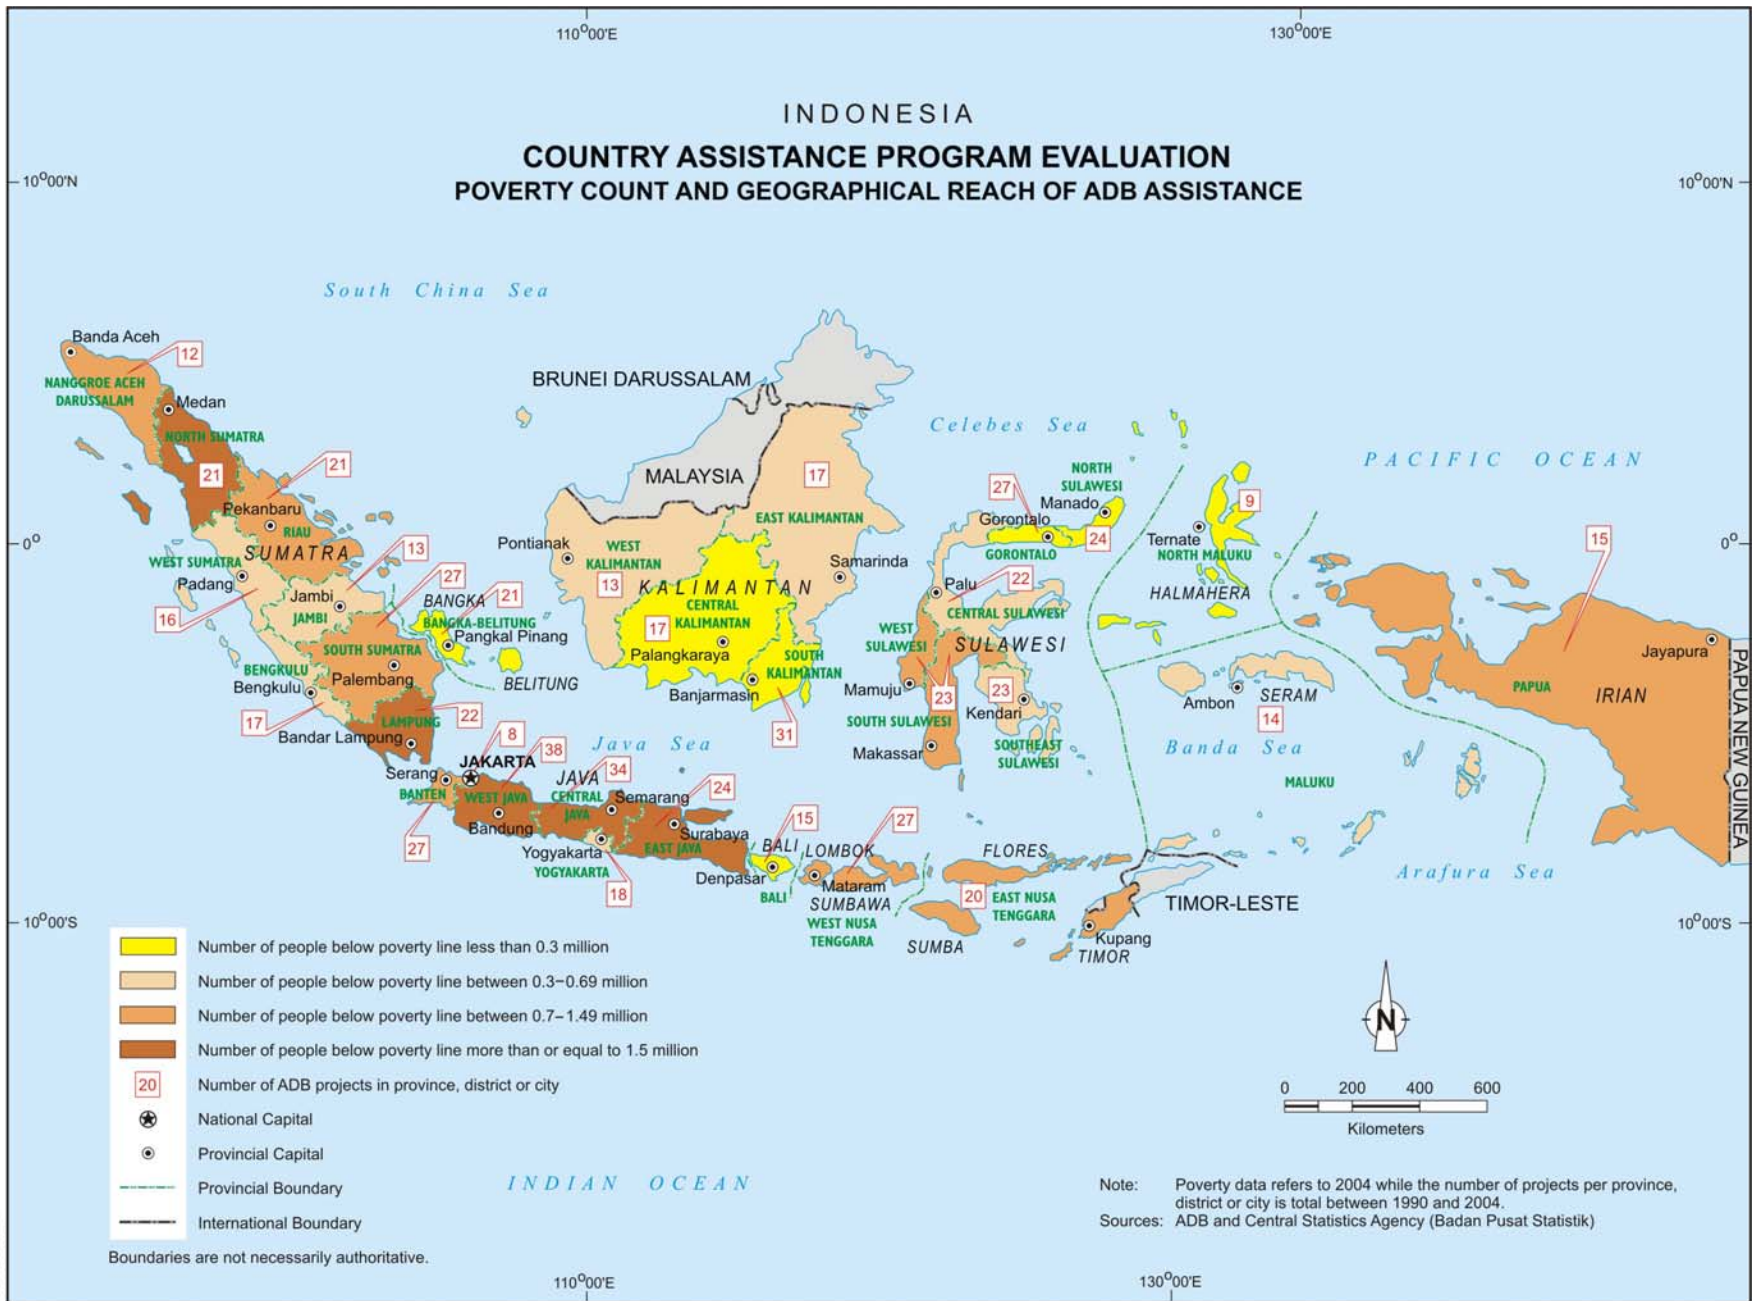 110°00'E
130°00'E
INDONESIA
COUNTRY ASSISTANCE PROGRAM EVALUATION
POVERTY COUNT AND GEOGRAPHICAL REACH OF ADB ASSISTANCE
10°00'N
10°00'N
South China Sea
Banda Aceh
12
NANGGROE ACEH
DARUSSALAM
Medan
NORTH SUMATRA
21
21
Pekanbaru
RIAU
SUMATRA
WEST SUMATRA
Padang
13
27
16
Jambi
JAMBI
BANGKA
21
BANGKA-BELITUNG
Pangkal Pinang
SOUTH SUMATRA
Palembang
BELITUNG
BENGKULU
Bengkulu
17
LAMPUNG
22
Bandar Lampung
BRUNEI DARUSSALAM
MALAYSIA
17
EAST KALIMANTAN
Pontianak
WEST
KALIMANTAN
13
Samarinda
KALIMANTAN
CENTRAL
KALIMANTAN
17
Palangkaraya
SOUTH
KALIMANTAN
Banjarmasin
31
Celebes Sea
NORTH
SULAWESI
27
Manado
Gorontalo
GORONTALO
24
Palu
22
CENTRAL SULAWESI
WEST
SULAWESI
SULAWESI
Mamuju
23
23
Kendari
SOUTH SULAWESI
SOUTHEAST
SULAWESI
Makassar
PACIFIC OCEAN
9
Ternate
NORTH MALUKU
HALMAHERA
15
0°
0°
Jayapura
PAPUA
IRIAN
PAPUA NEW GUINEA
Ambon
SERAM
14
Banda Sea
MALUKU
Java Sea
8
JAKARTA
38
34
Serang
BANTEN
27
WEST JAVA
Bandung
JAVA
CENTRAL
JAVA
Semarang
24
Surabaya
EAST JAVA
Yogyakarta
YOGYAKARTA
18
15
BALI
Denpasar
BALI
LOMBOK
27
Mataram
SUMBAWA
WEST NUSA
TENGGARA
FLORES
20
EAST NUSA
TENGGARA
SUMBA
Kupang
TIMOR
TIMOR-LESTE
Arafura Sea
10°00'S
10°00'S
Number of people below poverty line less than 0.3 million
Number of people below poverty line between 0.3–0.69 million
Number of people below poverty line between 0.7–1.49 million
Number of people below poverty line more than or equal to 1.5 million
20 Number of ADB projects in province, district or city
National Capital
Provincial Capital
Provincial Boundary
International Boundary
Boundaries are not necessarily authoritative.
INDIAN OCEAN
N
0 200 400 600
Kilometers
Note: Poverty data refers to 2004 while the number of projects per province,
district or city is total between 1990 and 2004.
Sources: ADB and Central Statistics Agency (Badan Pusat Statistik)
110°00'E
130°00'E